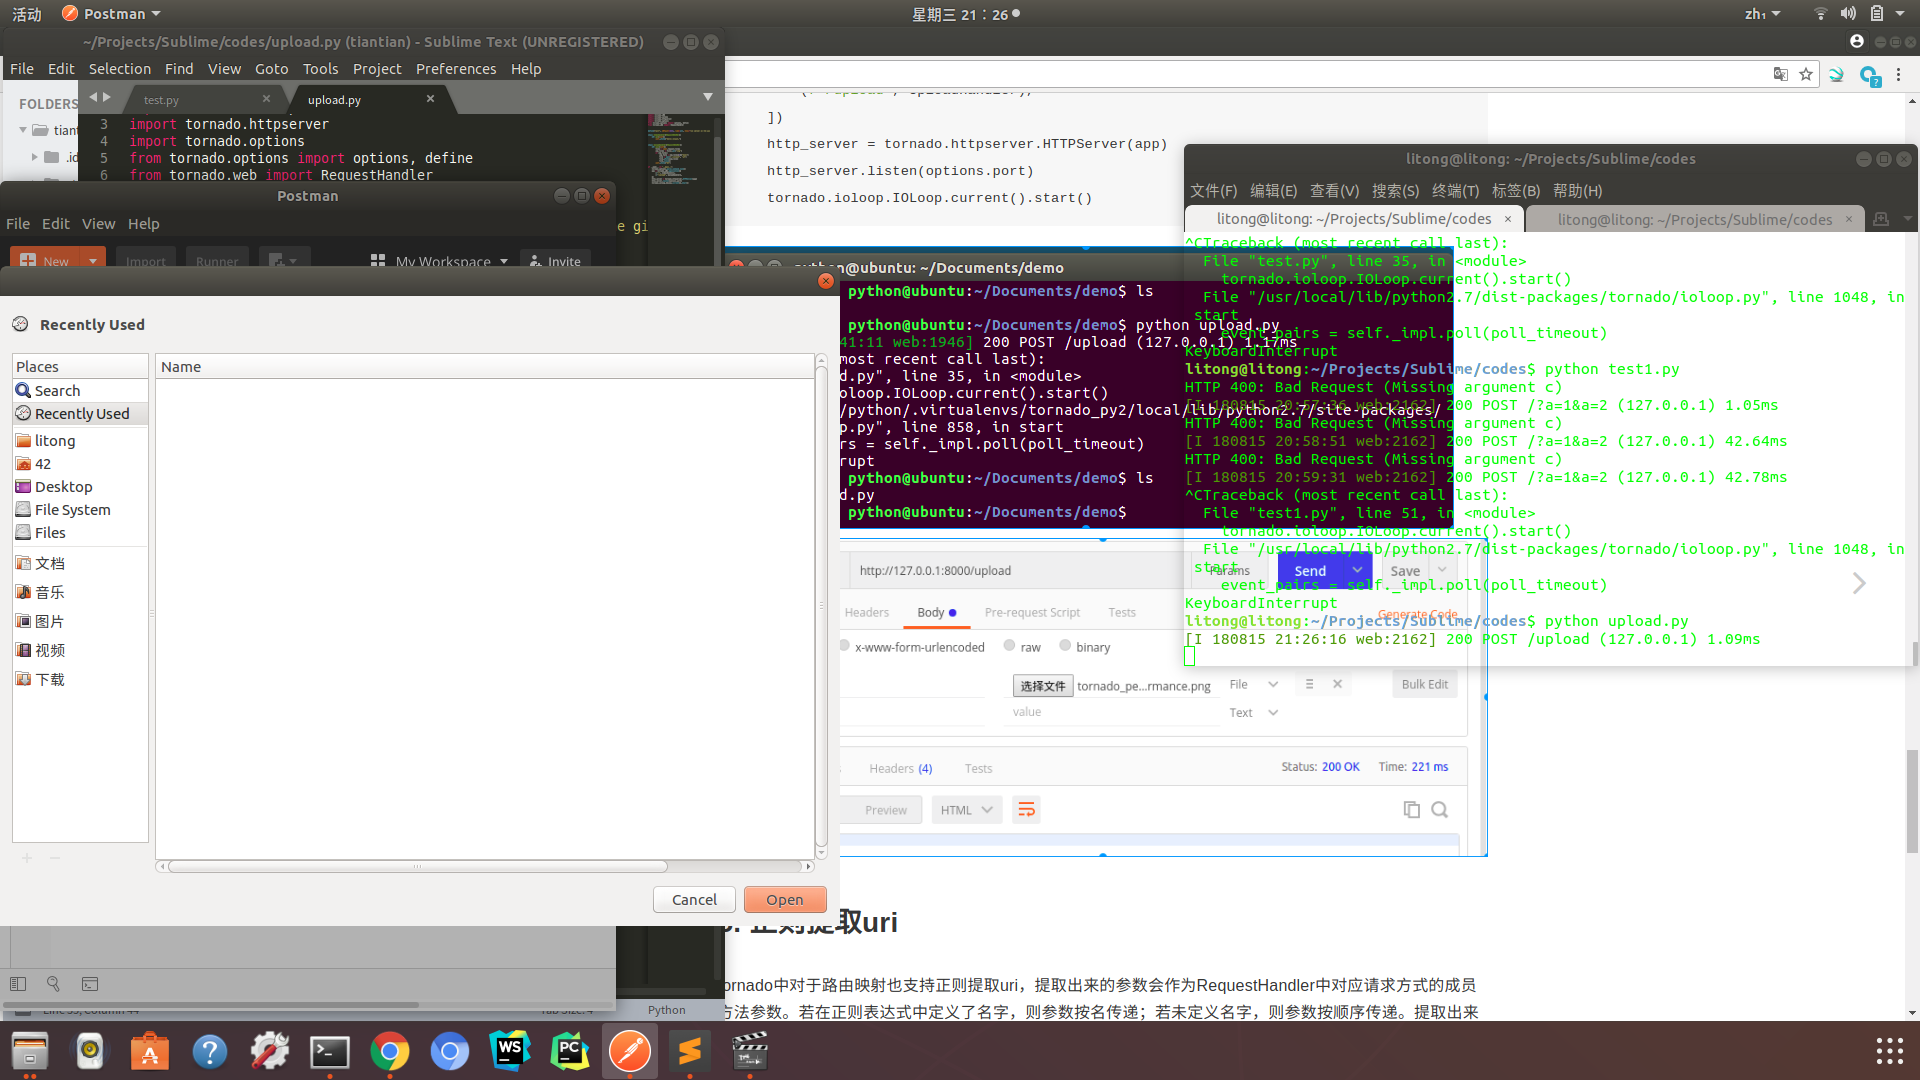 活动 Postman 星期三 21：26 zh₁
~/Projects/Sublime/codes/upload.py (tiantian) - Sublime Text (UNREGISTERED)
File Edit Selection Find View Goto Tools Project Preferences Help
FOLDERS
test.py
upload.py
3 import tornado.httpserver
4 import tornado.options
5 from tornado.options import options, define
6 from tornado.web import RequestHandler
Postman
File Edit View Help
New Import Runner My Workspace Invite
Recently Used
Places
Search
Recently Used
litong
42
Desktop
File System
Files
文档
音乐
图片
视频
下载
Name
Cancel Open
Python
])
http_server = tornado.httpserver.HTTPServer(app)
http_server.listen(options.port)
tornado.ioloop.IOLoop.current().start()
@ubuntu: ~/Documents/demo
python@ubuntu:~/Documents/demo$ ls
python@ubuntu:~/Documents/demo$ python upload.py
41:11 web:1946] 200 POST /upload (127.0.0.1) 1.17ms
most recent call last):
d.py", line 35, in <module>
oloop.IOLoop.current().start()
/python/.virtualenvs/tornado_py2/local/lib/python2.7/site-packages/
p.py", line 858, in start
rs = self._impl.poll(poll_timeout)
rupt
python@ubuntu:~/Documents/demo$ ls
d.py
python@ubuntu:~/Documents/demo$
litong@litong: ~/Projects/Sublime/codes
文件(F) 编辑(E) 查看(V) 搜索(S) 终端(T) 标签(B) 帮助(H)
litong@litong: ~/Projects/Sublime/codes
litong@litong: ~/Projects/Sublime/codes
^CTraceback (most recent call last):
File "test.py", line 35, in <module>
tornado.ioloop.IOLoop.current().start()
File "/usr/local/lib/python2.7/dist-packages/tornado/ioloop.py", line 1048, in
start
event_pairs = self._impl.poll(poll_timeout)
KeyboardInterrupt
litong@litong:~/Projects/Sublime/codes$ python test1.py
HTTP 400: Bad Request (Missing argument c)
[I 180815 20:57:36 web:2162] 200 POST /?a=1&a=2 (127.0.0.1) 1.05ms
HTTP 400: Bad Request (Missing argument c)
[I 180815 20:58:51 web:2162] 200 POST /?a=1&a=2 (127.0.0.1) 42.64ms
HTTP 400: Bad Request (Missing argument c)
[I 180815 20:59:31 web:2162] 200 POST /?a=1&a=2 (127.0.0.1) 42.78ms
^CTraceback (most recent call last):
File "test1.py", line 51, in <module>
tornado.ioloop.IOLoop.current().start()
File "/usr/local/lib/python2.7/dist-packages/tornado/ioloop.py", line 1048, in
start
event_pairs = self._impl.poll(poll_timeout)
KeyboardInterrupt
litong@litong:~/Projects/Sublime/codes$ python upload.py
[I 180815 21:26:16 web:2162] 200 POST /upload (127.0.0.1) 1.09ms
http://127.0.0.1:8000/upload Params Send Save
Headers Body Pre-request Script Tests Generate Code
x-www-form-urlencoded raw binary
选择文件 tornado_pe...rmance.png File Bulk Edit
value Text
Headers (4) Tests Status: 200 OK Time: 221 ms
Preview HTML
正则提取uri
ornado中对于路由映射也支持正则提取uri，提取出来的参数会作为RequestHandler中对应请求方式的成员
方法参数。若在正则表达式中定义了名字，则参数按名传递；若未定义名字，则参数按顺序传递。提取出来